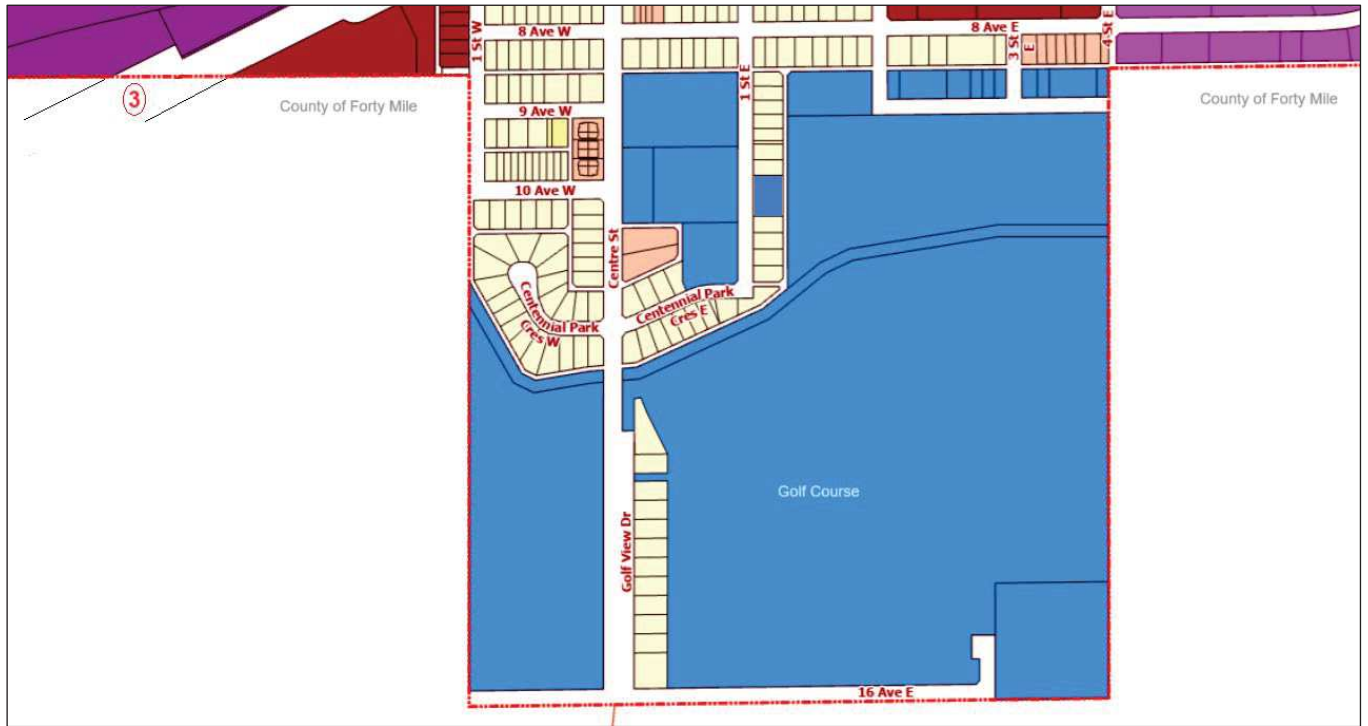 8 Ave W
8 Ave E
1 St W
3 St
E
4 St E
3
County of Forty Mile
County of Forty Mile
1 St E
9 Ave W
10 Ave W
Centre St
Centennial Park
Cres W
Centennial Park
Cres E
Golf Course
Golf View Dr
16 Ave E